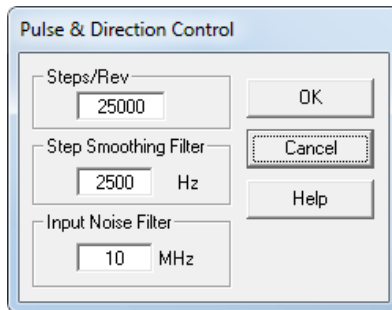 Pulse & Direction Control
Steps/Rev
25000
OK
Step Smoothing Filter
2500 Hz
Cancel
Help
Input Noise Filter
10 MHz